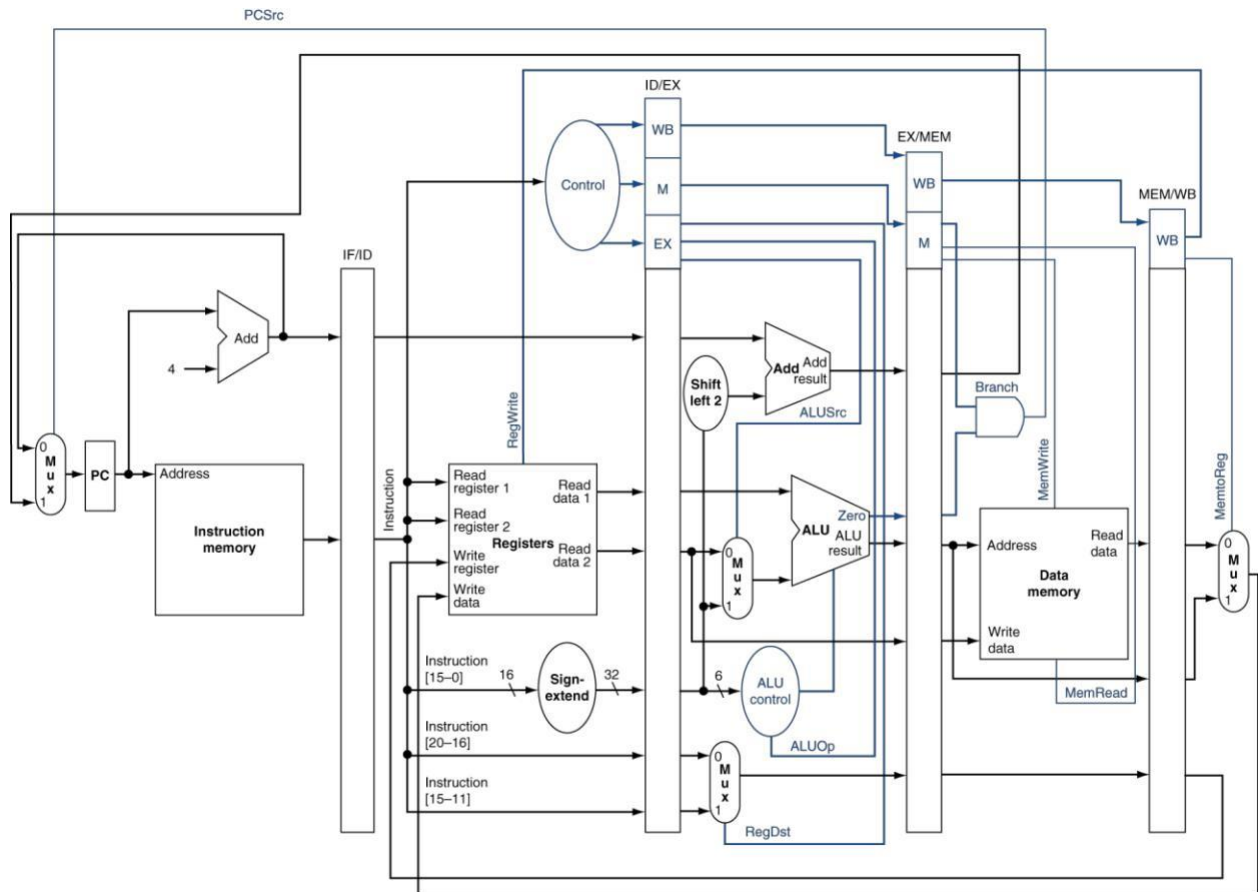 PCSrc
ID/EX
WB
M
EX
Control
EX/MEM
WB
M
MEM/WB
WB
IF/ID
Add
4
0
M
u
x
1
PC
Address
Instruction
memory
Instruction
RegWrite
Read
register 1
Read
register 2
Registers
Write
register
Write
data
Read
data 1
Read
data 2
Shift
left 2
Add
Add
result
ALUSrc
0
M
u
x
1
ALU
Zero
ALU
result
Branch
MemWrite
Address
Read
data
Data
memory
Write
data
MemRead
MemtoReg
0
M
u
x
1
Instruction
[15–0]
16
Sign-
extend
32
6
ALU
control
ALUOp
Instruction
[20–16]
Instruction
[15–11]
0
M
u
x
1
RegDst